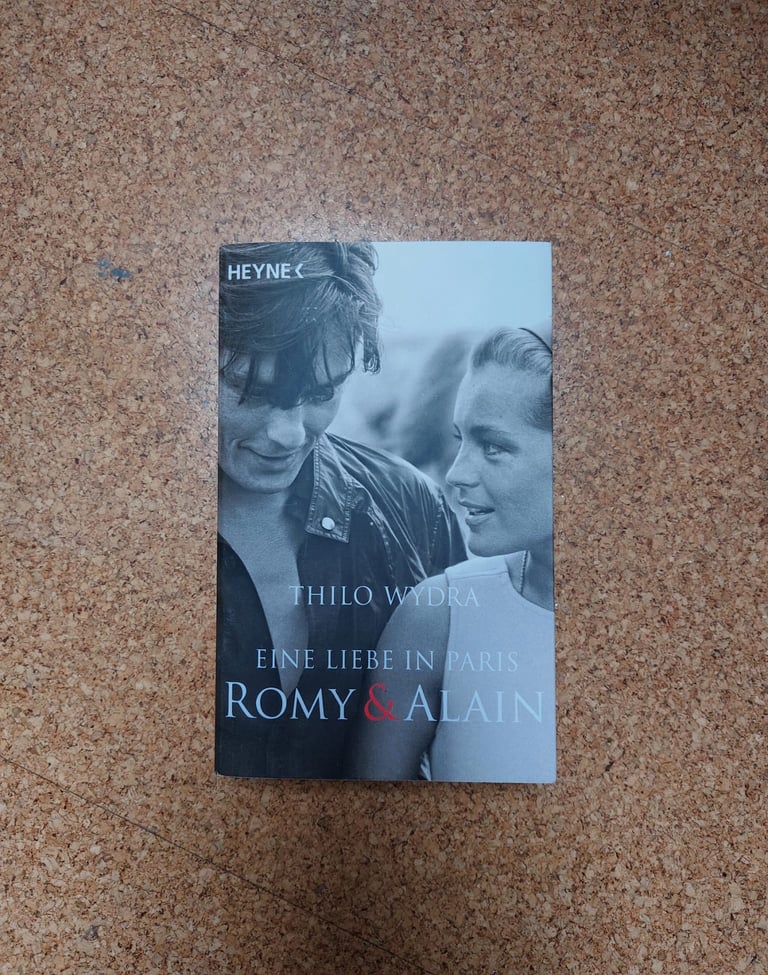 HEYNE<
THILO WYDRA
EINE LIEBE IN PARIS
ROMY & ALAIN